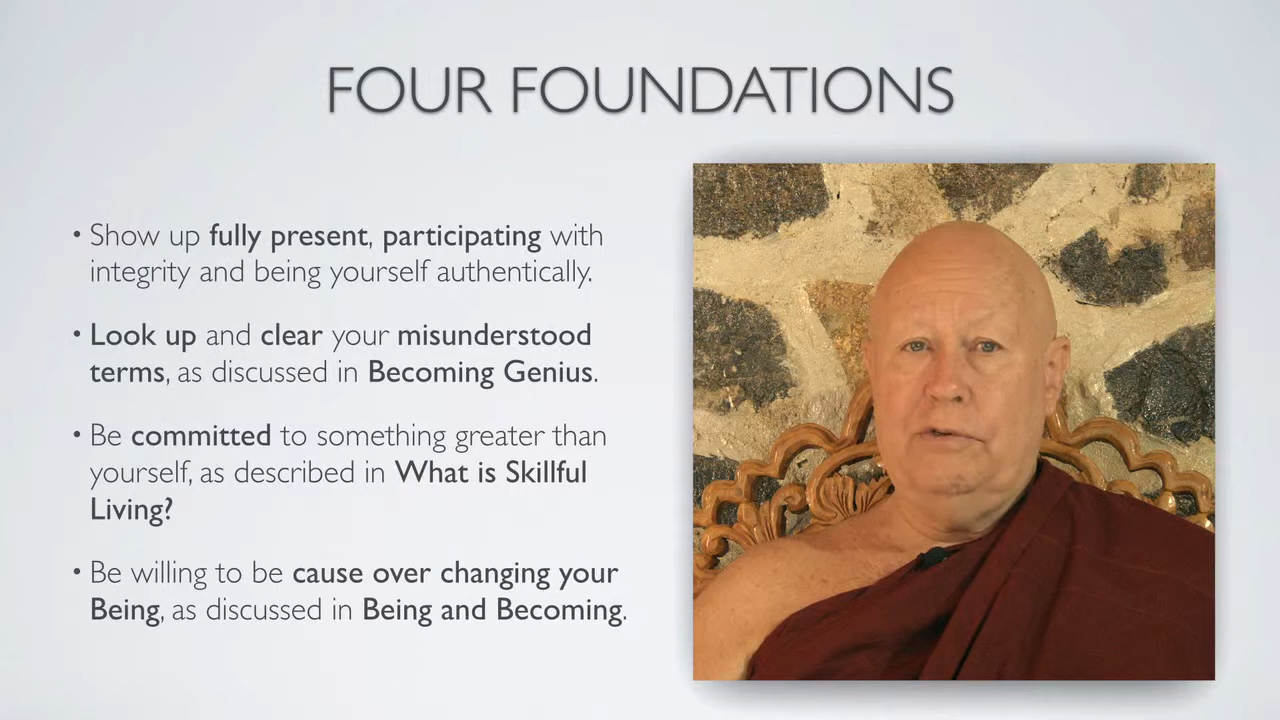 FOUR FOUNDATIONS
• Show up fully present, participating with
integrity and being yourself authentically.
• Look up and clear your misunderstood
terms, as discussed in Becoming Genius.
• Be committed to something greater than
yourself, as described in What is Skillful
Living?
• Be willing to be cause over changing your
Being, as discussed in Being and Becoming.